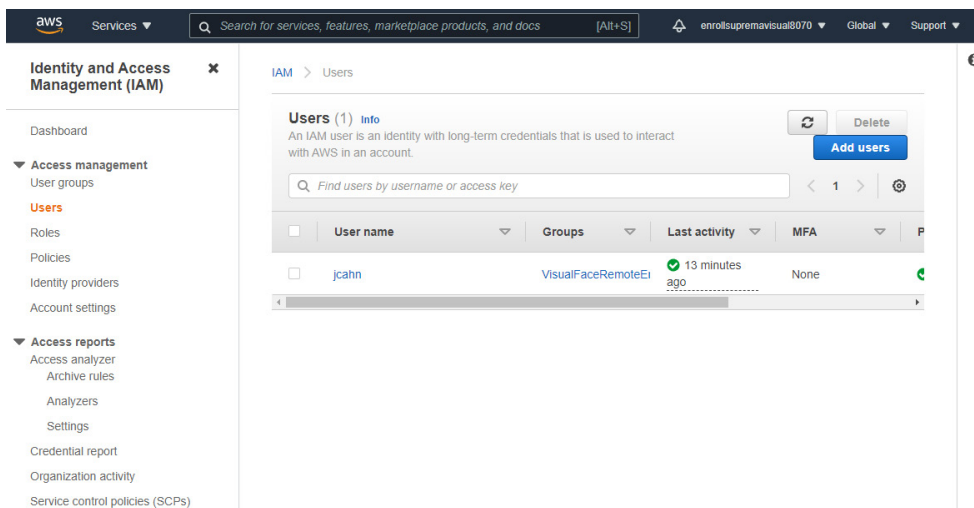 aws
Services
Search for services, features, marketplace products, and docs [Alt+S]
enrollsupremavisual8070
Global
Support
Identity and Access
Management (IAM)
Dashboard
Access management
User groups
Users
Roles
Policies
Identity providers
Account settings
Access reports
Access analyzer
Archive rules
Analyzers
Settings
Credential report
Organization activity
Service control policies (SCPs)
IAM > Users
Users (1) Info
An IAM user is an identity with long-term credentials that is used to interact
with AWS in an account.
Delete
Add users
Find users by username or access key
1
User name Groups Last activity MFA P
jcahn VisualFaceRemoteEi 13 minutes
ago None